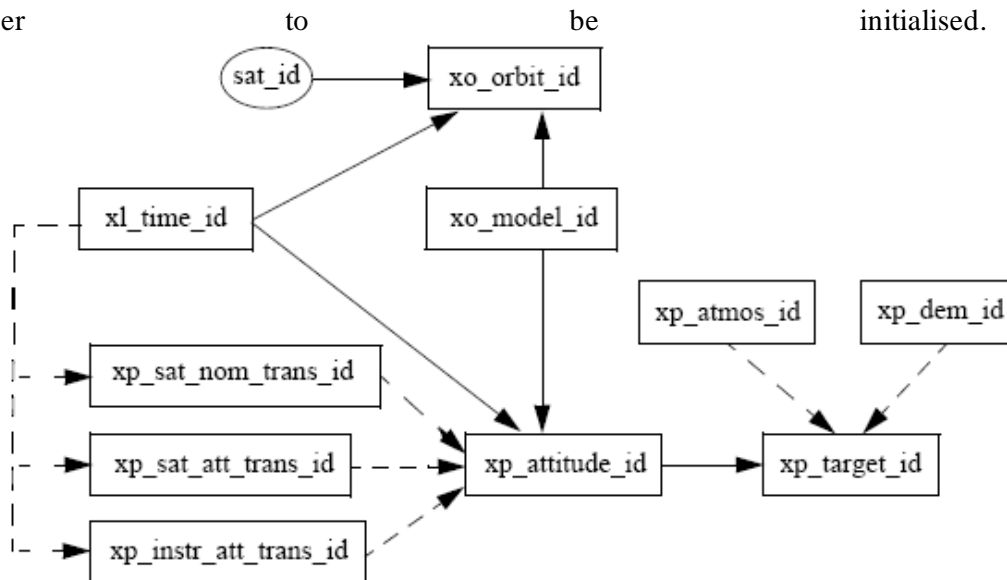 er to be initialised.
sat_id
xo_orbit_id
xl_time_id
xo_model_id
xp_atmos_id
xp_dem_id
xp_sat_nom_trans_id
xp_sat_att_trans_id
xp_attitude_id
xp_target_id
xp_instr_att_trans_id